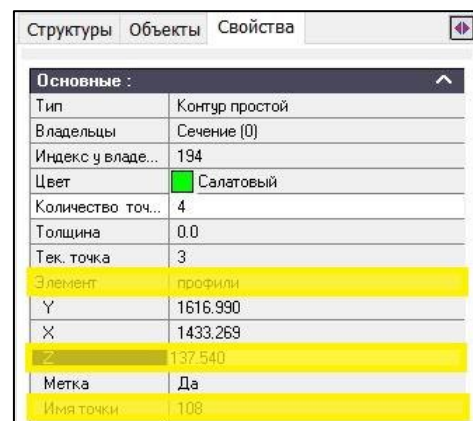 Структуры Объекты Свойства
Основные :
Тип Контур простой
Владельцы Сечение (0)
Индекс у владе... 194
Цвет Салатовый
Количество точ... 4
Толщина 0.0
Тек. точка 3
Элемент профили
Y 1616.990
X 1433.269
Z 137.540
Метка Да
Имя точки 108